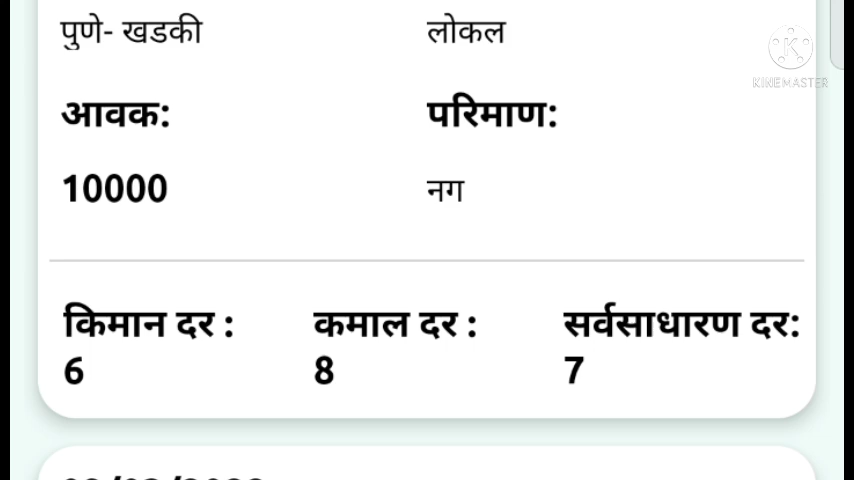 पुणे- खडकी लोकल
KINEMASTER
आवक: परिमाण:
10000 नग
किमान दर : कमाल दर : सर्वसाधारण दर:
6 8 7